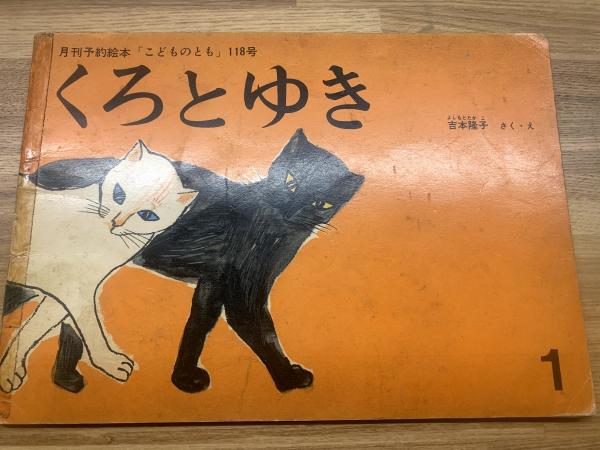 月刊予約絵本「こどものとも」118号
くろとゆき
よしもとたか こ
吉本隆子 さく・え
1